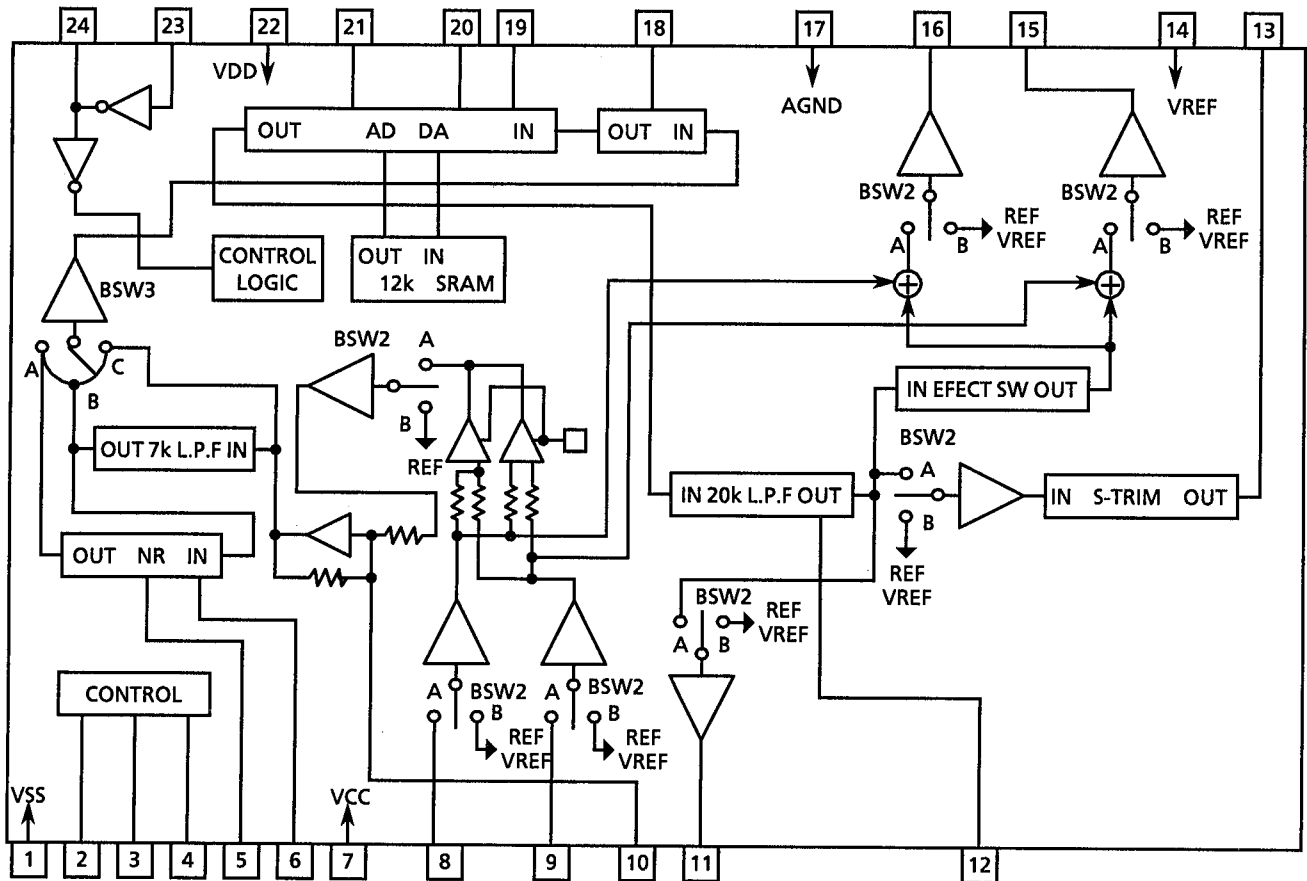 24 23 22 21 20 19 18 17 16 15 14 13
VDD
AGND
VREF
OUT AD DA IN
OUT IN
BSW2
BSW2
A
B
REF
VREF
A
B
REF
VREF
CONTROL
LOGIC
OUT IN
12k SRAM
BSW3
A
B
C
BSW2
A
B
REF
IN EFECT SW OUT
OUT 7k L.P.F IN
BSW2
A
B
REF
VREF
IN 20k L.P.F OUT
IN S-TRIM OUT
OUT NR IN
BSW2
A
B
REF
VREF
CONTROL
A
BSW2
B
REF
VREF
A
BSW2
B
REF
VREF
VSS
VCC
1 2 3 4 5 6 7 8 9 10 11 12